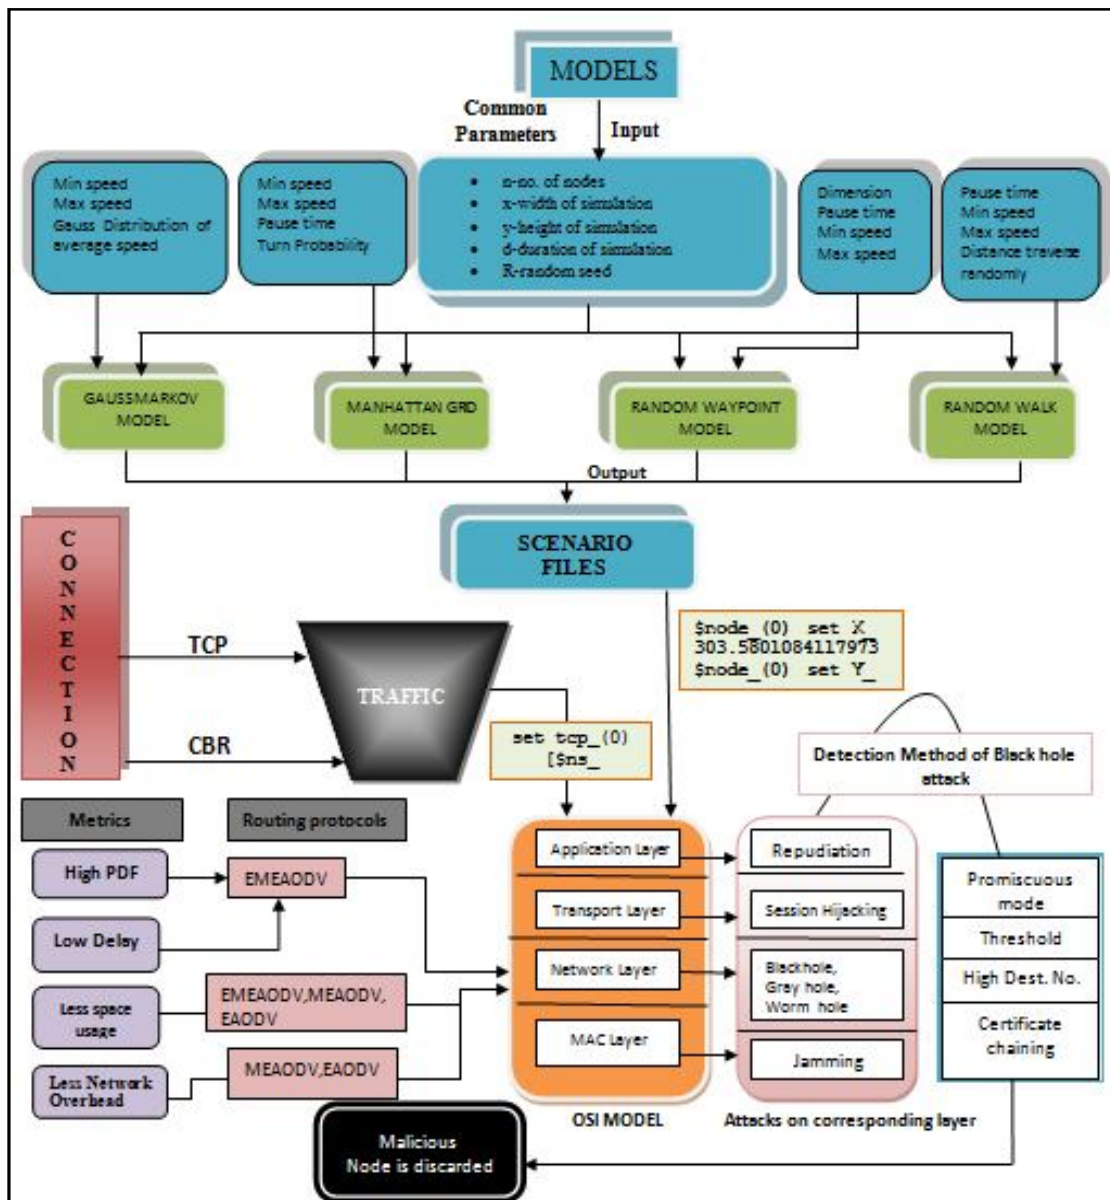 MODELS
Common
Parameters
Input
Min speed
Max speed
Gauss Distribution of
average speed
Min speed
Max speed
Pause time
Turn Probability
• n-no. of nodes
• x-width of simulation
• y-height of simulation
• d-duration of simulation
• R-random seed
Dimension
Pause time
Min speed
Max speed
Pause time
Min speed
Max speed
Distance traverse
randomly
GAUSSMARKOV
MODEL
MANHATTAN GRD
MODEL
RANDOM WAYPOINT
MODEL
RANDOM WALK
MODEL
Output
SCENARIO
FILES
CONNECTION
TCP
CBR
TRAFFIC
$node_(0) set X_
303.5801084117973
$node_(0) set Y_
set tcp_(0)
[$ns_
Detection Method of Black hole
attack
Metrics
Routing protocols
High PDF
Low Delay
Less space
usage
Less Network
Overhead
EMEAODV
EMEAODV,MEAODV,
EAODV
MEAODV,EAODV
Application Layer
Transport Layer
Network Layer
MAC Layer
OSI MODEL
Repudiation
Session Hijacking
Blackhole,
Gray hole,
Worm hole
Jamming
Attacks on corresponding layer
Promiscuous
mode
Threshold
High Dest. No.
Certificate
chaining
Malicious
Node is discarded